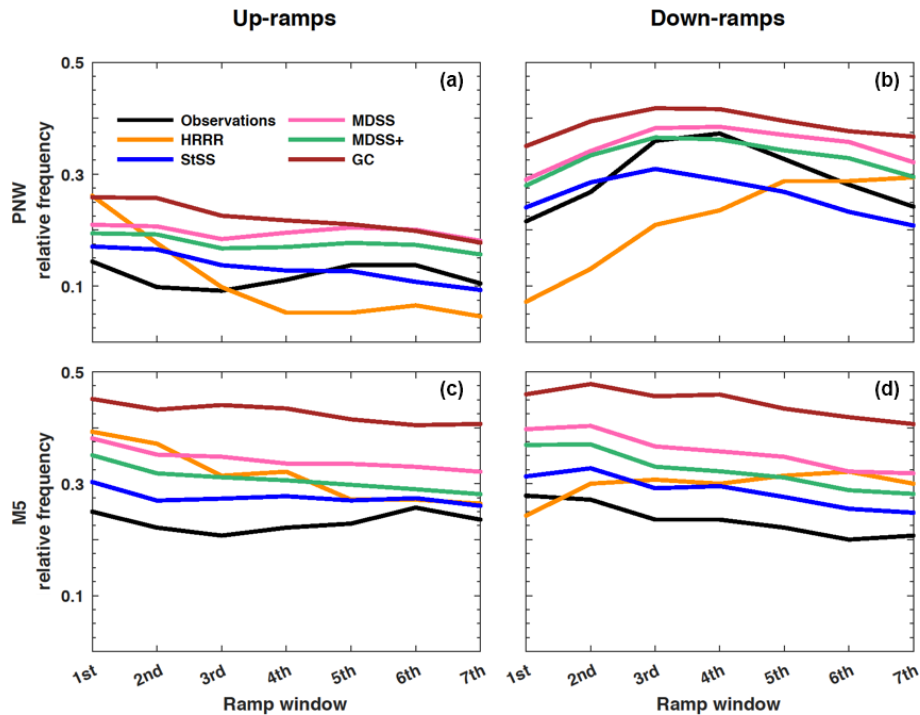 Up-ramps
Down-ramps
PNW
relative frequency
0.5
0.3
0.1
(a)
Observations
HRRR
StSS
MDSS
MDSS+
GC
(b)
M5
relative frequency
0.5
0.3
0.1
(c)
(d)
1st 2nd 3rd 4th 5th 6th 7th
Ramp window
1st 2nd 3rd 4th 5th 6th 7th
Ramp window